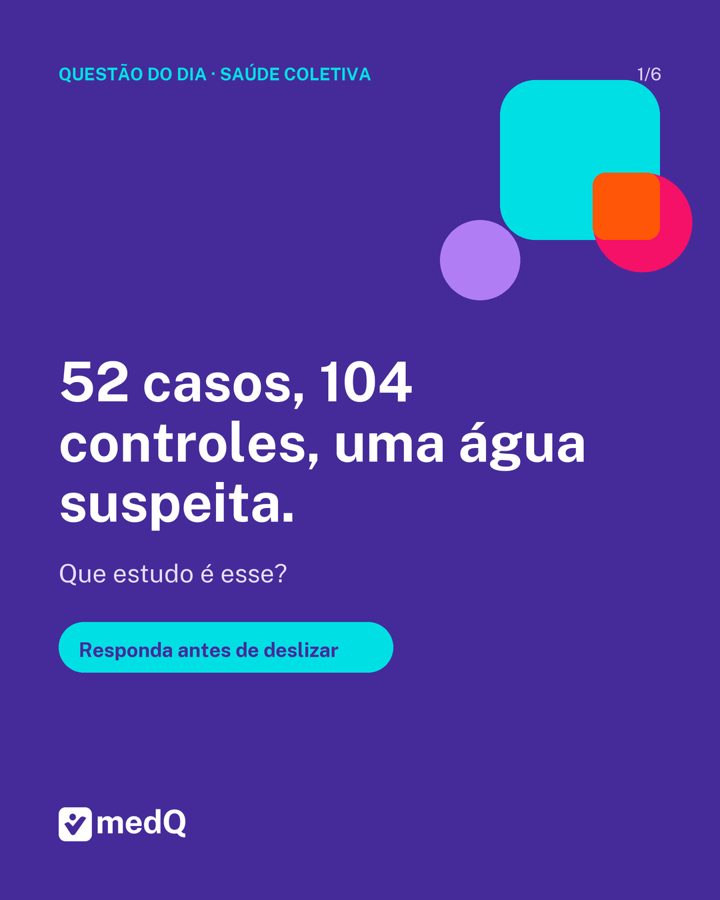 QUESTÃO DO DIA · SAÚDE COLETIVA
1/6
52 casos, 104
controles, uma água
suspeita.
Que estudo é esse?
Responda antes de deslizar
medQ